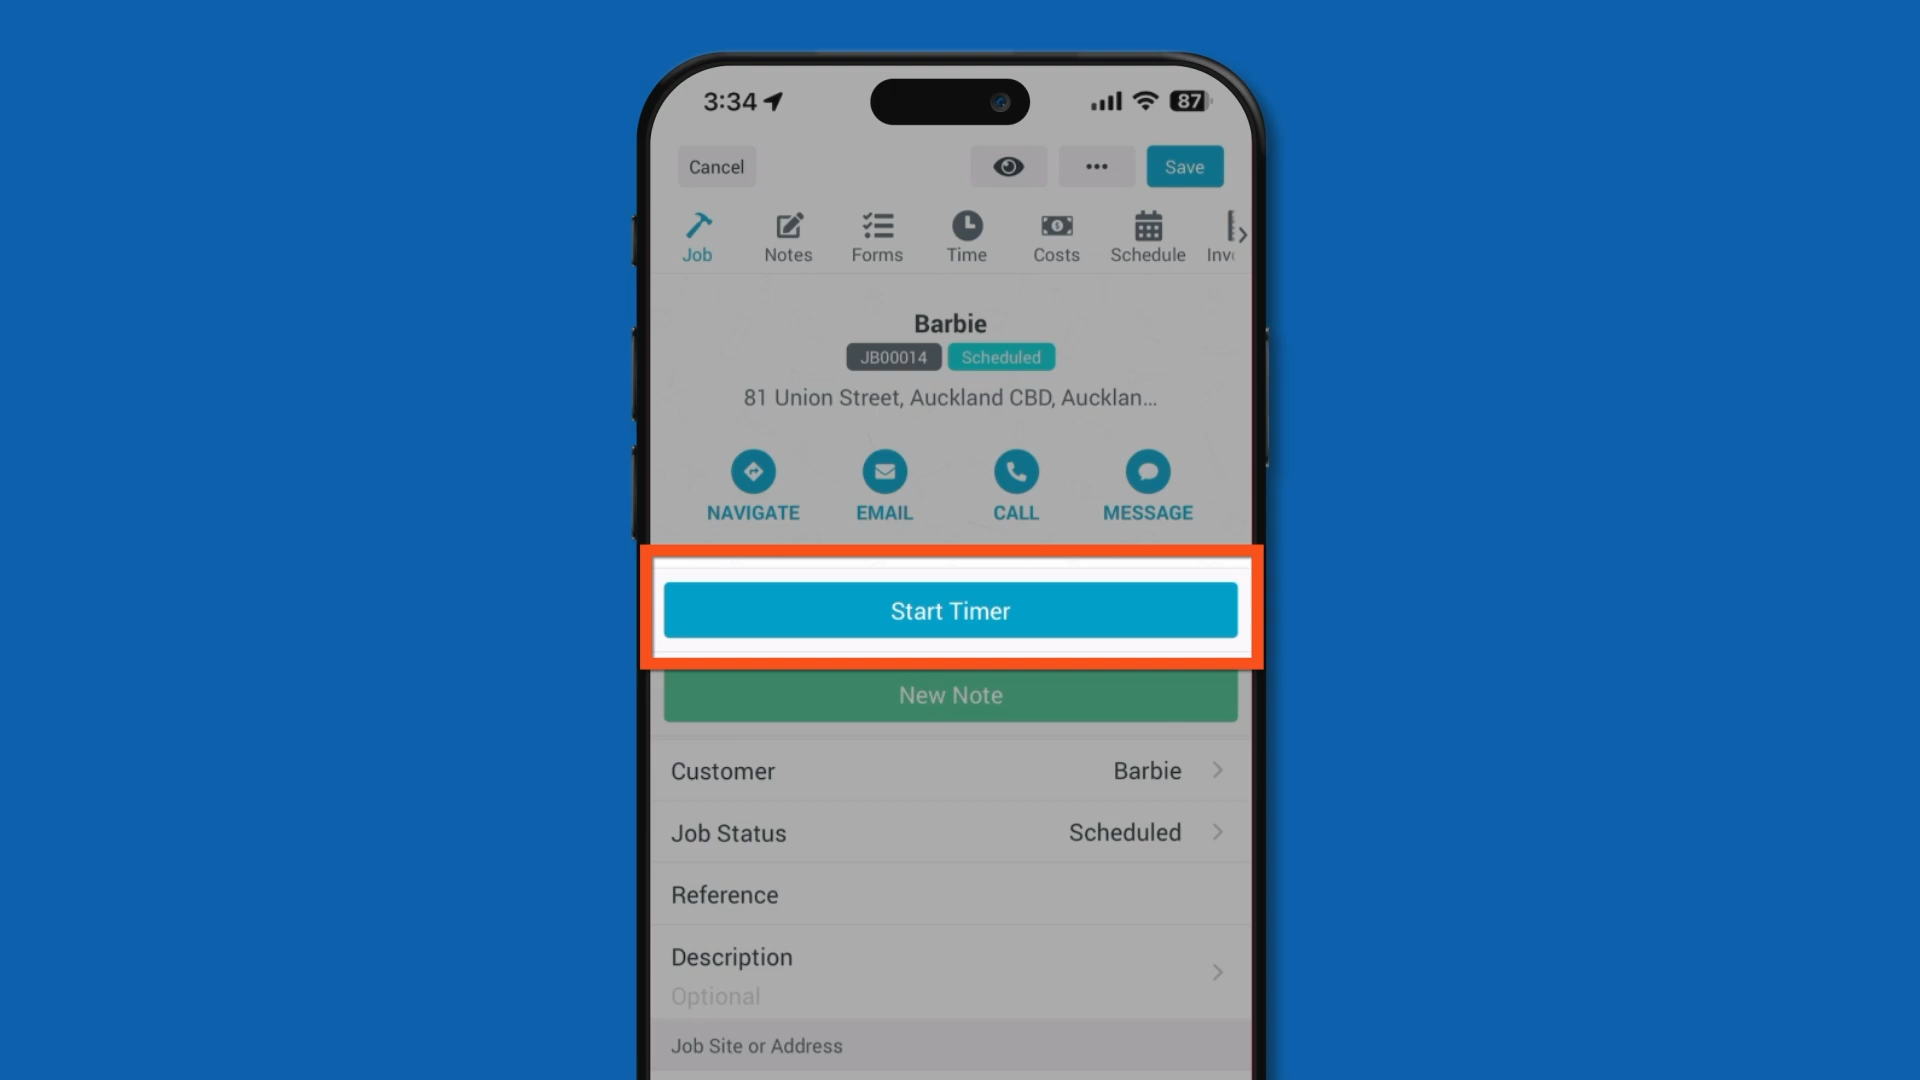 3:34 87
Cancel ••• Save
Job Notes Forms Time Costs Schedule
Barbie
JB00014 Scheduled
81 Union Street, Auckland CBD, Aucklan...
NAVIGATE EMAIL CALL MESSAGE
Start Timer
New Note
Customer Barbie
Job Status Scheduled
Reference
Description
Optional
Job Site or Address